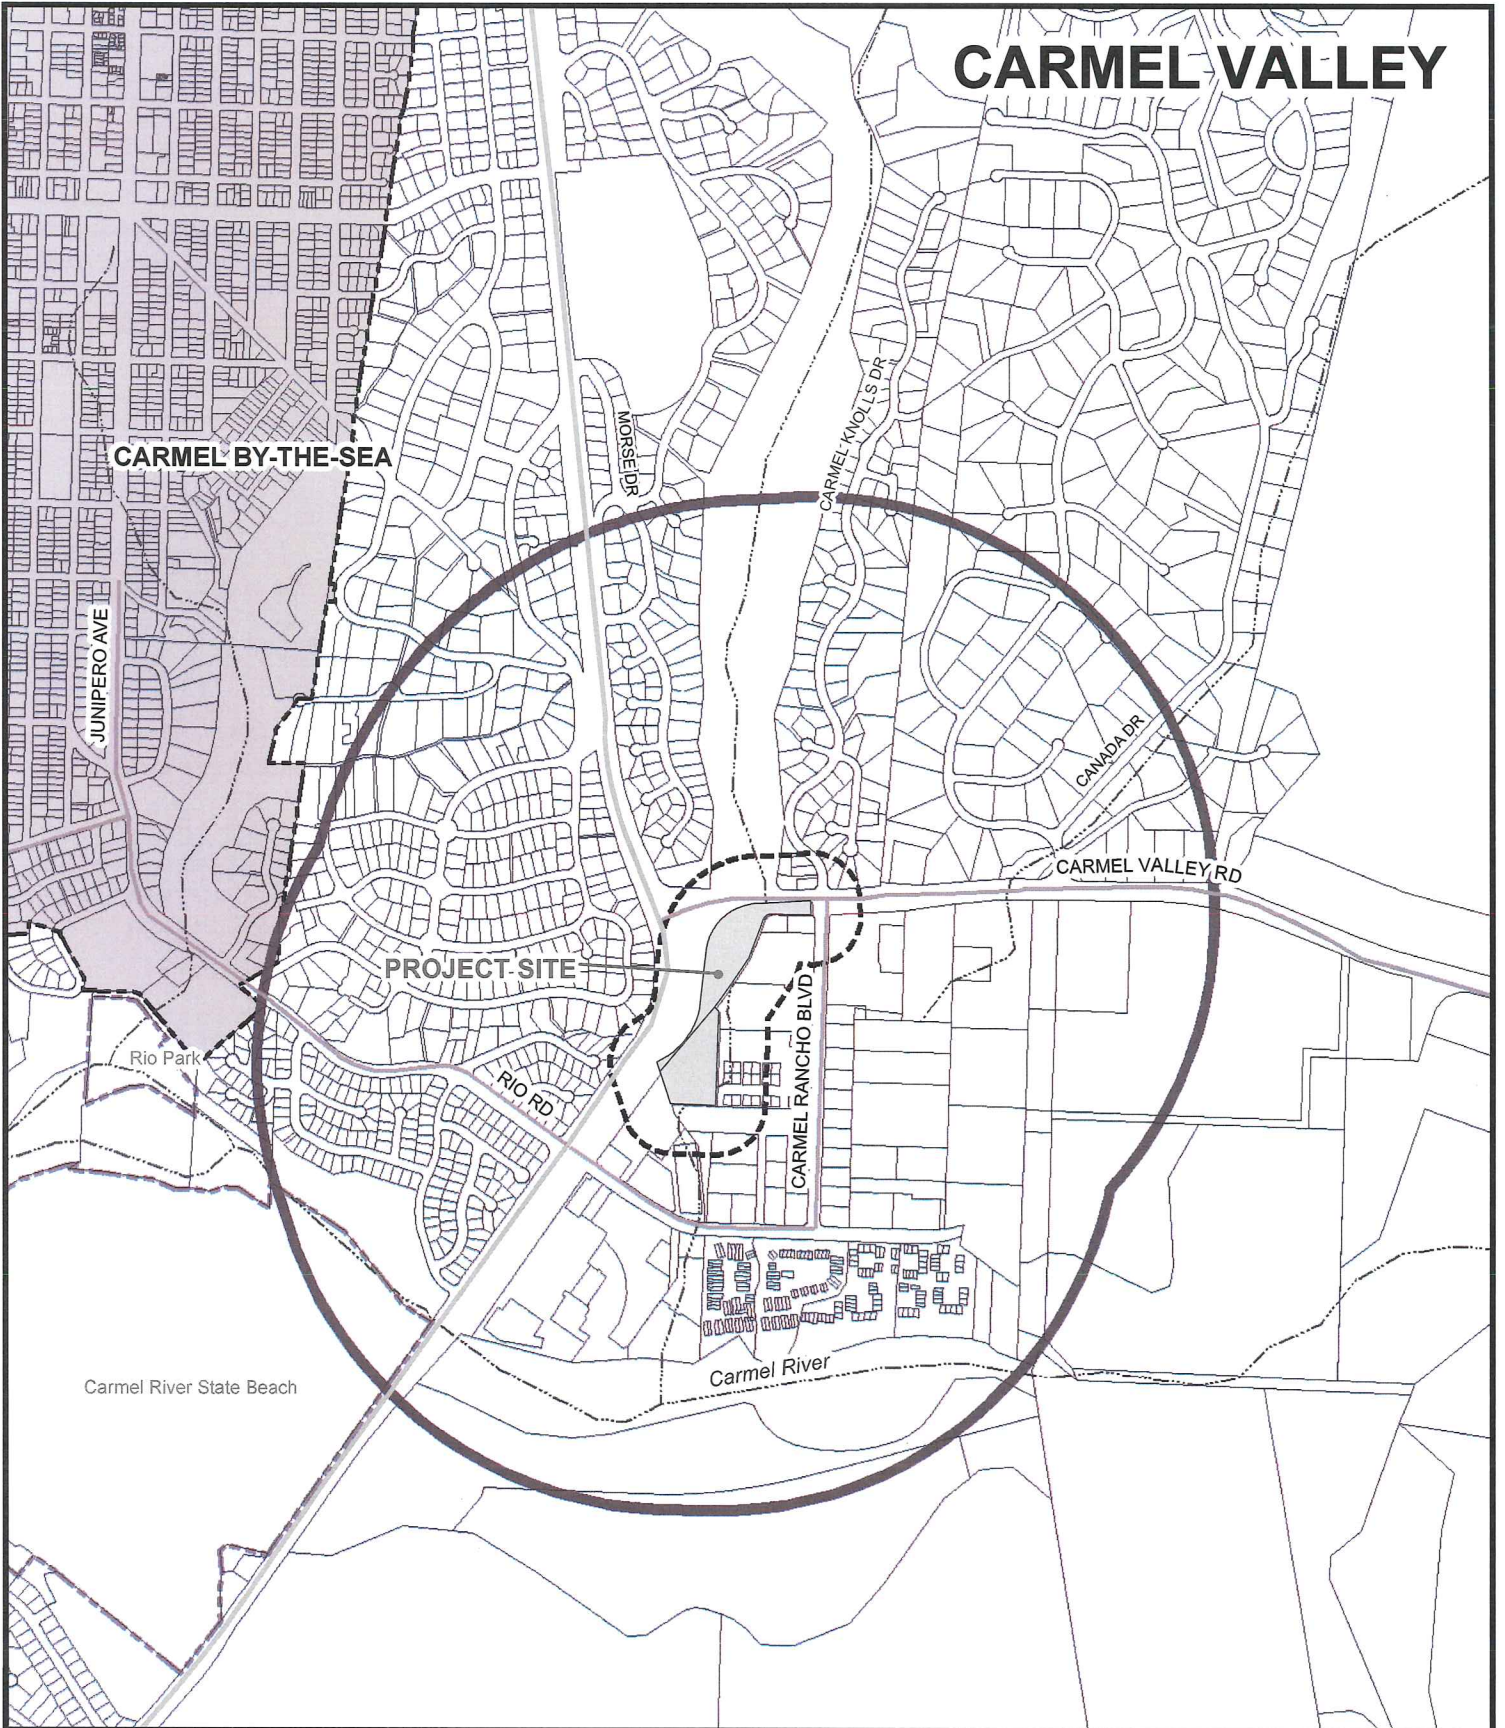 CARMEL VALLEY
CARMEL KNOLLS DR
MORSE DR
CARMEL BY-THE-SEA
JUNIPERO AVE
CANADA DR
CARMEL VALLEY RD
PROJECT SITE
CARMEL RANCHO BLVD
Rio Park
RIO RD
Carmel River
Carmel River State Beach